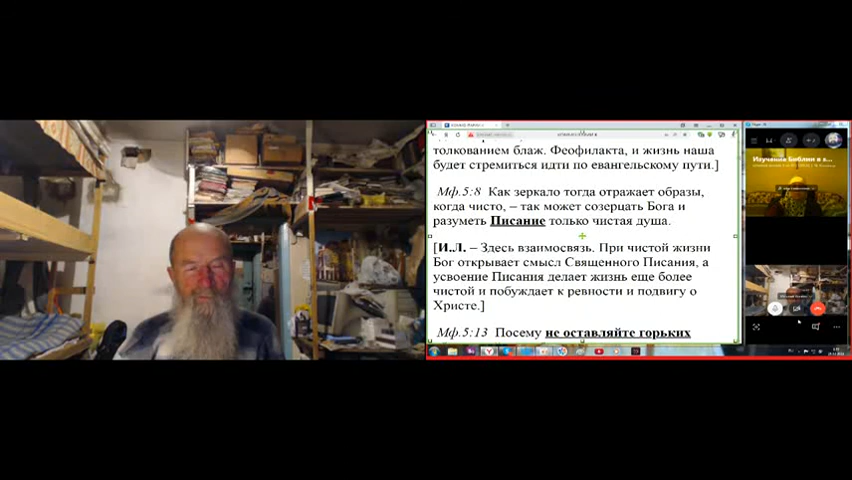 толкованием блаж. Феофилакта, и жизнь наша
будет стремиться идти по евангельскому пути.]
Мф.5:8 Как зеркало тогда отражает образы,
когда чисто, – так может созерцать Бога и
разуметь Писание только чистая душа.
[И.Л. – Здесь взаимосвязь. При чистой жизни
Бог открывает смысл Священного Писания, а
усвоение Писания делает жизнь еще более
чистой и побуждает к ревности и подвигу о
Христе.]
Мф.5:13 Посему не оставляйте горьких
Изучение Библии в в...